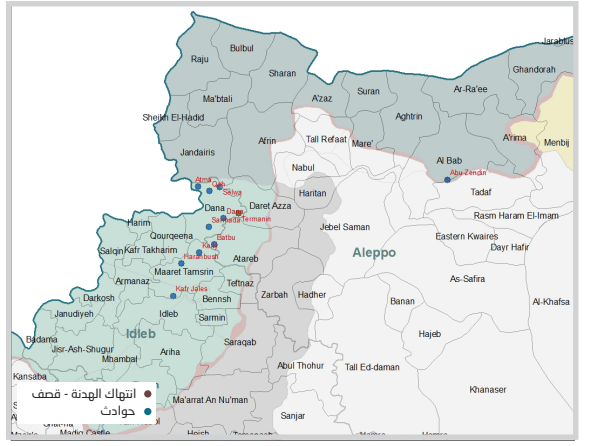 Jarablus
Bulbul
Raju
Ghandorah
Sharan
Suran
Ar-Ra'ee
Ma'btali
A'zaz
Sheikh El-Hadid
Aghtrin
Afrin
Tall Refaat
Mare'
A'rima
Menbij
Jandairis
Al Bab
Nabul
Abu Zendin
Atma
Qah
Selwa
Haritan
Tadaf
Dana
Daret Azza
Termanin
Rasm Haram El-Imam
Harim
Sarmada
Jebel Saman
Qourqeena
Batbu
Eastern Kwaires
Salqin
Kafr Takharim
Aleppo
Dayr Hafir
Haranbush
Atareb
Maaret Tamsrin
Armanaz
Teftnaz
As-Safira
Kafr Jales
Darkosh
Bennsh
Zarbah
Hadher
Banan
Al-Khafsa
Janudiyeh
Idleb
Sarmin
Idleb
Hajeb
Badama
Saraqab
Jisr-Ash-Shugur
Mhambal
Ariha
Abul Thohur
Tall Ed-daman
Kansaba
Khanaser
Ma'arrat An Nu'man
انتهاك الهدنة - قصف
حوادث
Sanjar
Madiq Castle
Heish